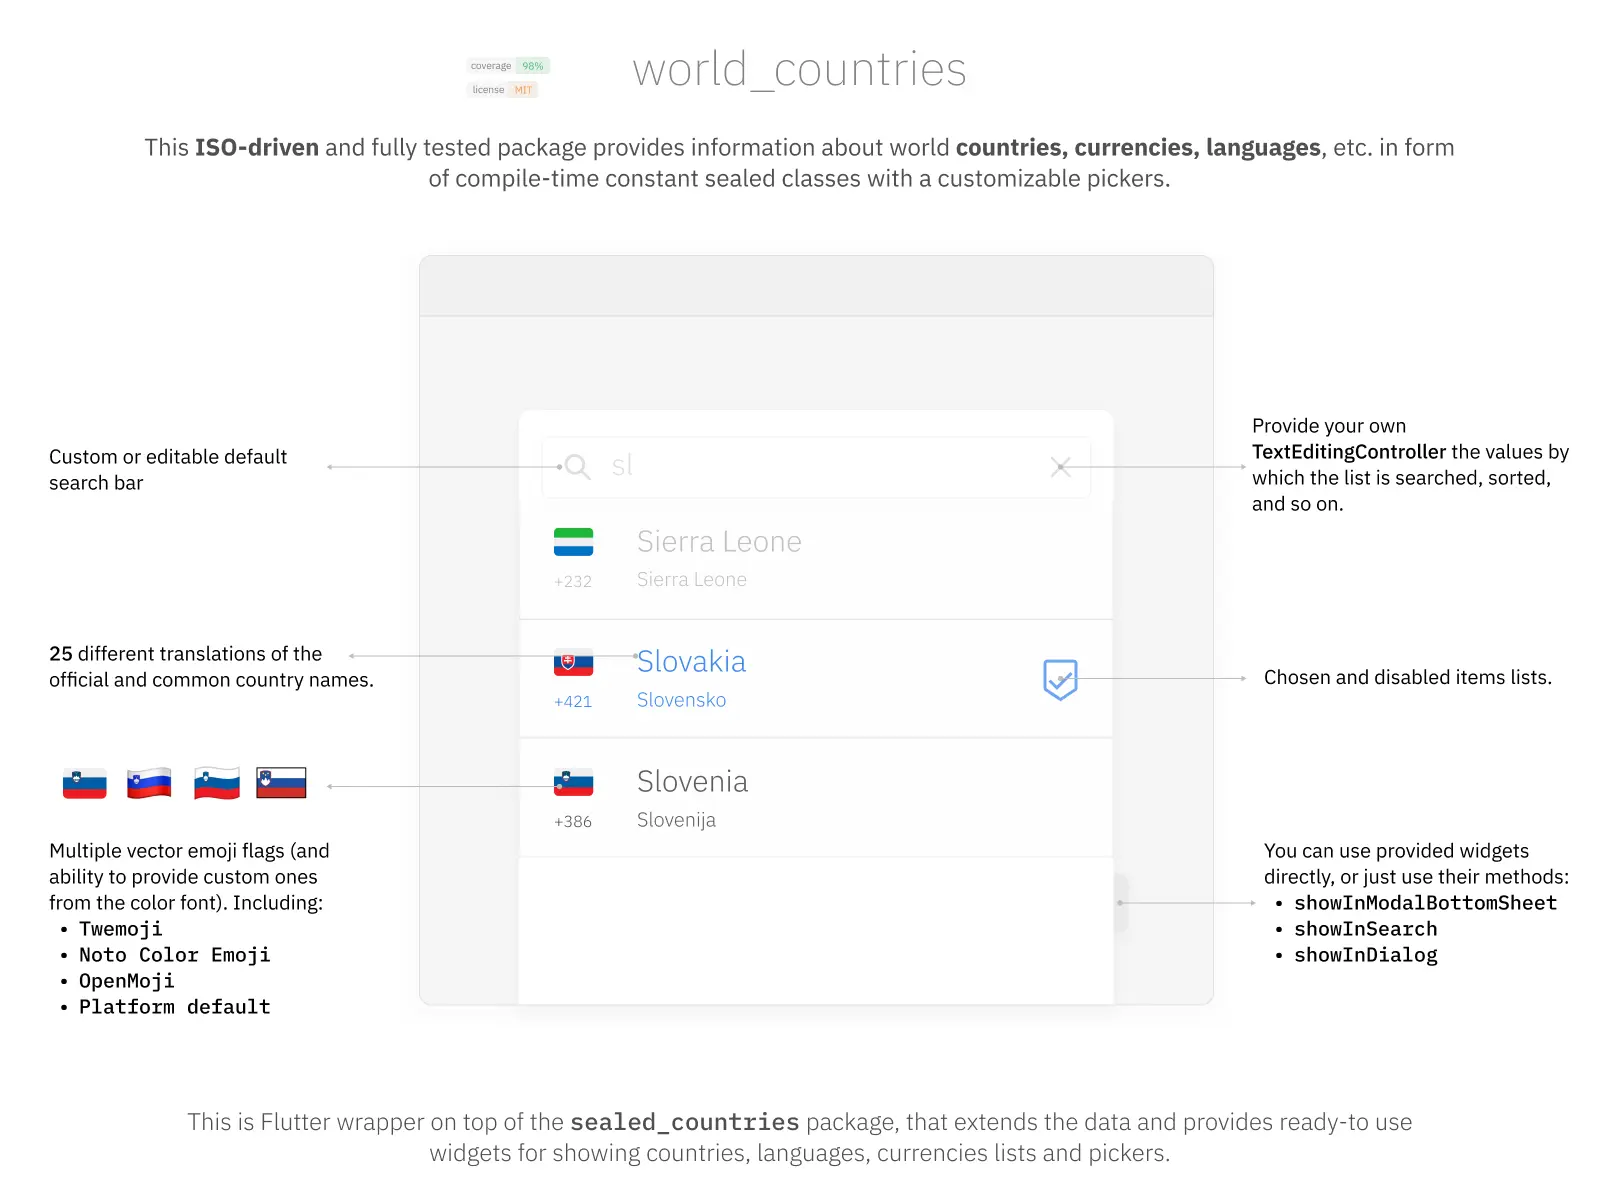 coverage 98%
license MIT
world_countries
This ISO-driven and fully tested package provides information about world countries, currencies, languages, etc. in form
of compile-time constant sealed classes with a customizable pickers.
Custom or editable default
search bar
sl
Provide your own
TextEditingController the values by
which the list is searched, sorted,
and so on.
Sierra Leone
+232
Sierra Leone
25 different translations of the
official and common country names.
Slovakia
+421
Slovensko
Chosen and disabled items lists.
Slovenia
+386
Slovenija
Multiple vector emoji flags (and
ability to provide custom ones
from the color font). Including:
• Twemoji
• Noto Color Emoji
• OpenMoji
• Platform default
You can use provided widgets
directly, or just use their methods:
• showInModalBottomSheet
• showInSearch
• showInDialog
This is Flutter wrapper on top of the sealed_countries package, that extends the data and provides ready-to use
widgets for showing countries, languages, currencies lists and pickers.